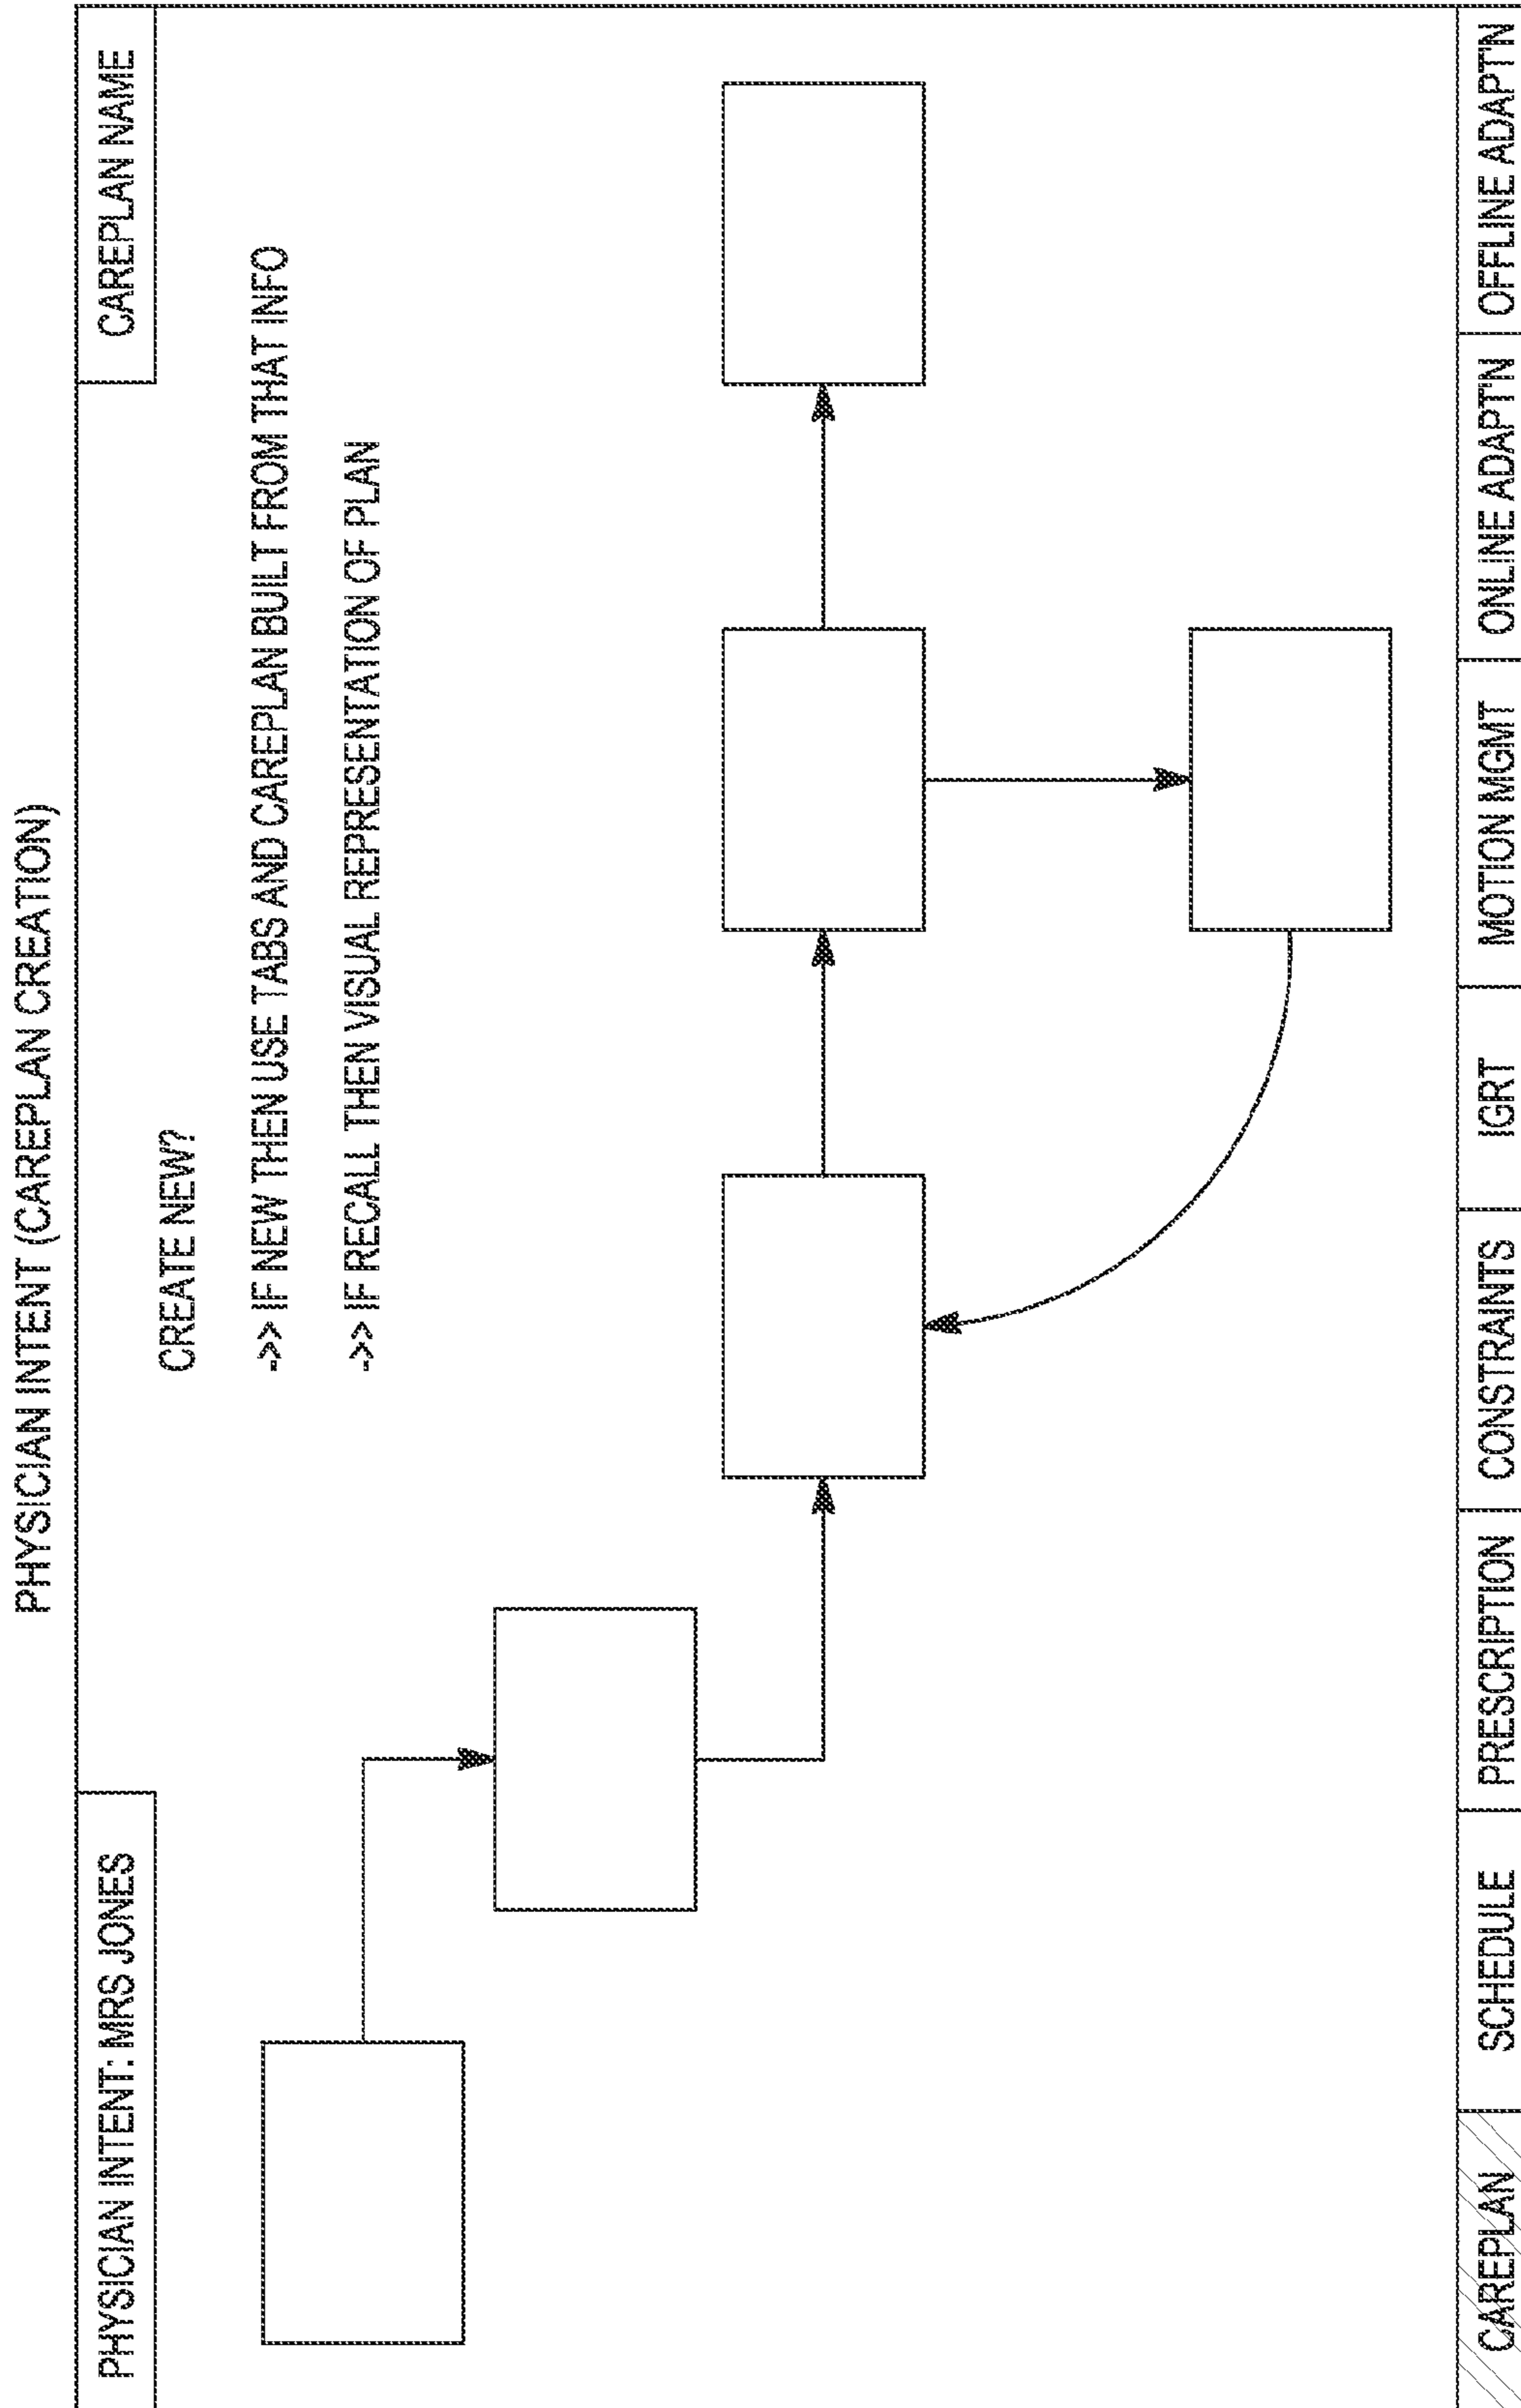 PHYSICIAN INTENT (CAREPLAN CREATION)
PHYSICIAN INTENT: MRS JONES
CAREPLAN NAME
CREATE NEW?
->> IF NEW THEN USE TABS AND CAREPLAN BUILT FROM THAT INFO
->> IF RECALL THEN VISUAL REPRESENTATION OF PLAN
CAREPLAN
SCHEDULE
PRESCRIPTION
CONSTRAINTS
IGRT
MOTION MGMT
ONLINE ADAPT'N
OFFLINE ADAPT'N